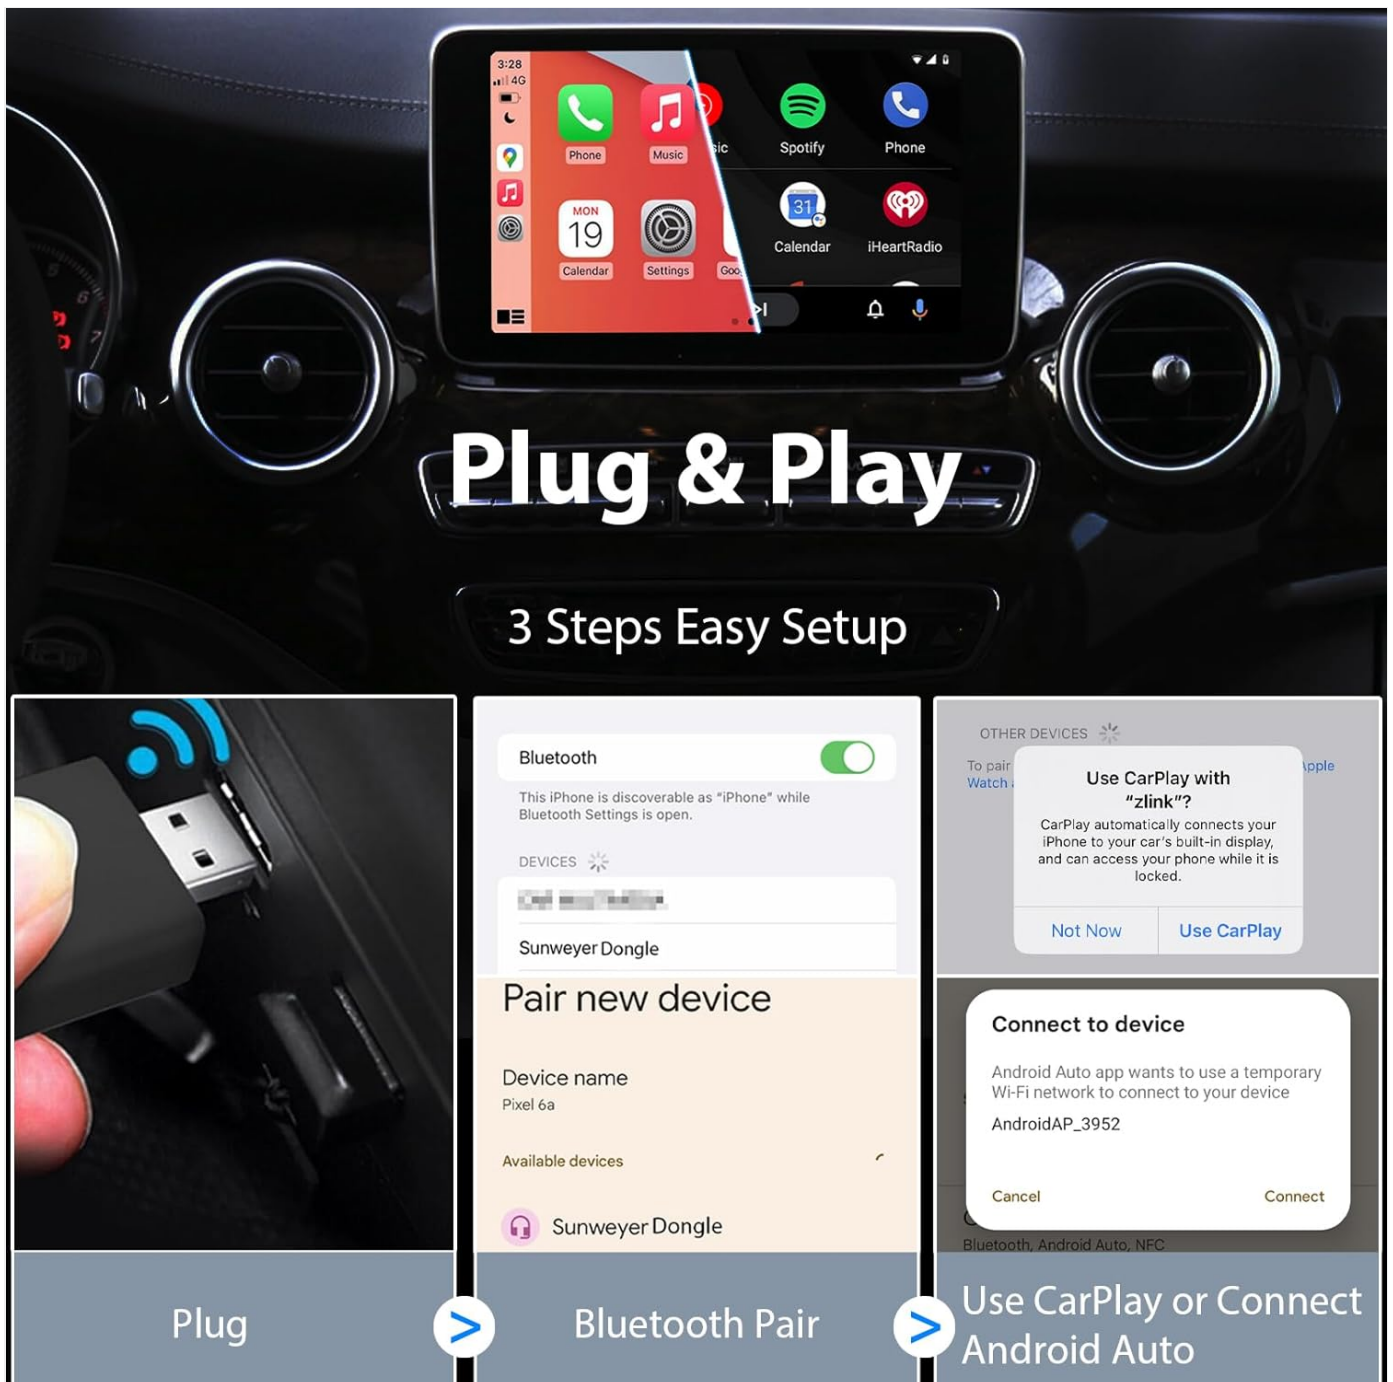 3:28
4G
Phone
Music
sic
Spotify
Phone
MON
19
31
Calendar
Settings
Goo
Calendar
iHeartRadio
6
7
Plug & Play
3 Steps Easy Setup
Bluetooth
This iPhone is discoverable as “iPhone” while
Bluetooth Settings is open.
DEVICES
Sunweyer Dongle
Pair new device
Device name
Pixel 6a
Available devices
Sunweyer Dongle
OTHER DEVICES
To pair
Apple
Watch
Use CarPlay with
“zlink”?
CarPlay automatically connects your
iPhone to your car's built-in display,
and can access your phone while it is
locked.
Not Now
Use CarPlay
Connect to device
Android Auto app wants to use a temporary
Wi-Fi network to connect to your device
AndroidAP_3952
Cancel
Connect
Bluetooth, Android Auto, NFC
Plug
>
Bluetooth Pair
>
Use CarPlay or Connect
Android Auto